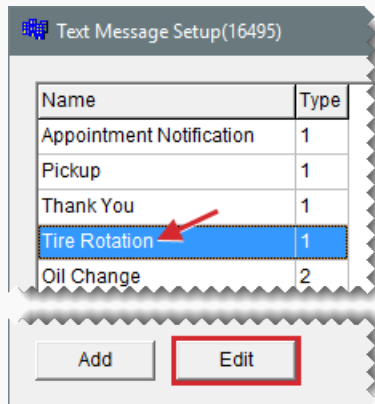 Text Message Setup(16495)
Name Type
Appointment Notification 1
Pickup 1
Thank You 1
Tire Rotation 1
Oil Change 2
Add Edit